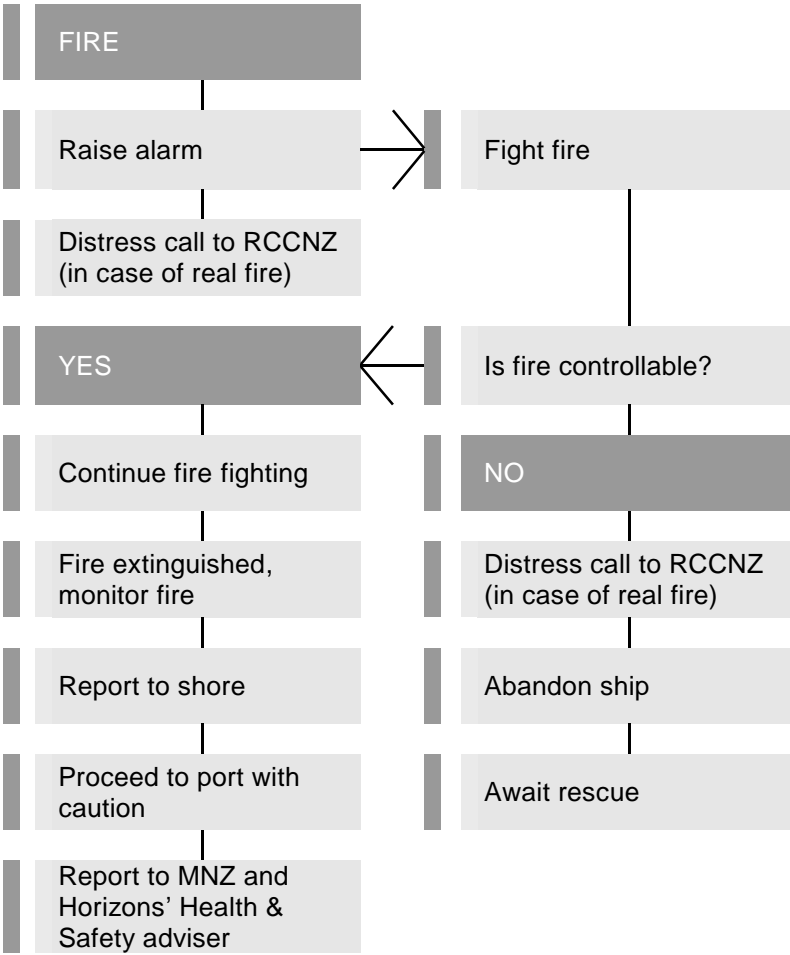 FIRE
Raise alarm
Fight fire
Distress call to RCCNZ
(in case of real fire)
YES
Is fire controllable?
Continue fire fighting
NO
Fire extinguished,
monitor fire
Distress call to RCCNZ
(in case of real fire)
Report to shore
Abandon ship
Proceed to port with
caution
Await rescue
Report to MNZ and
Horizons’ Health &
Safety adviser